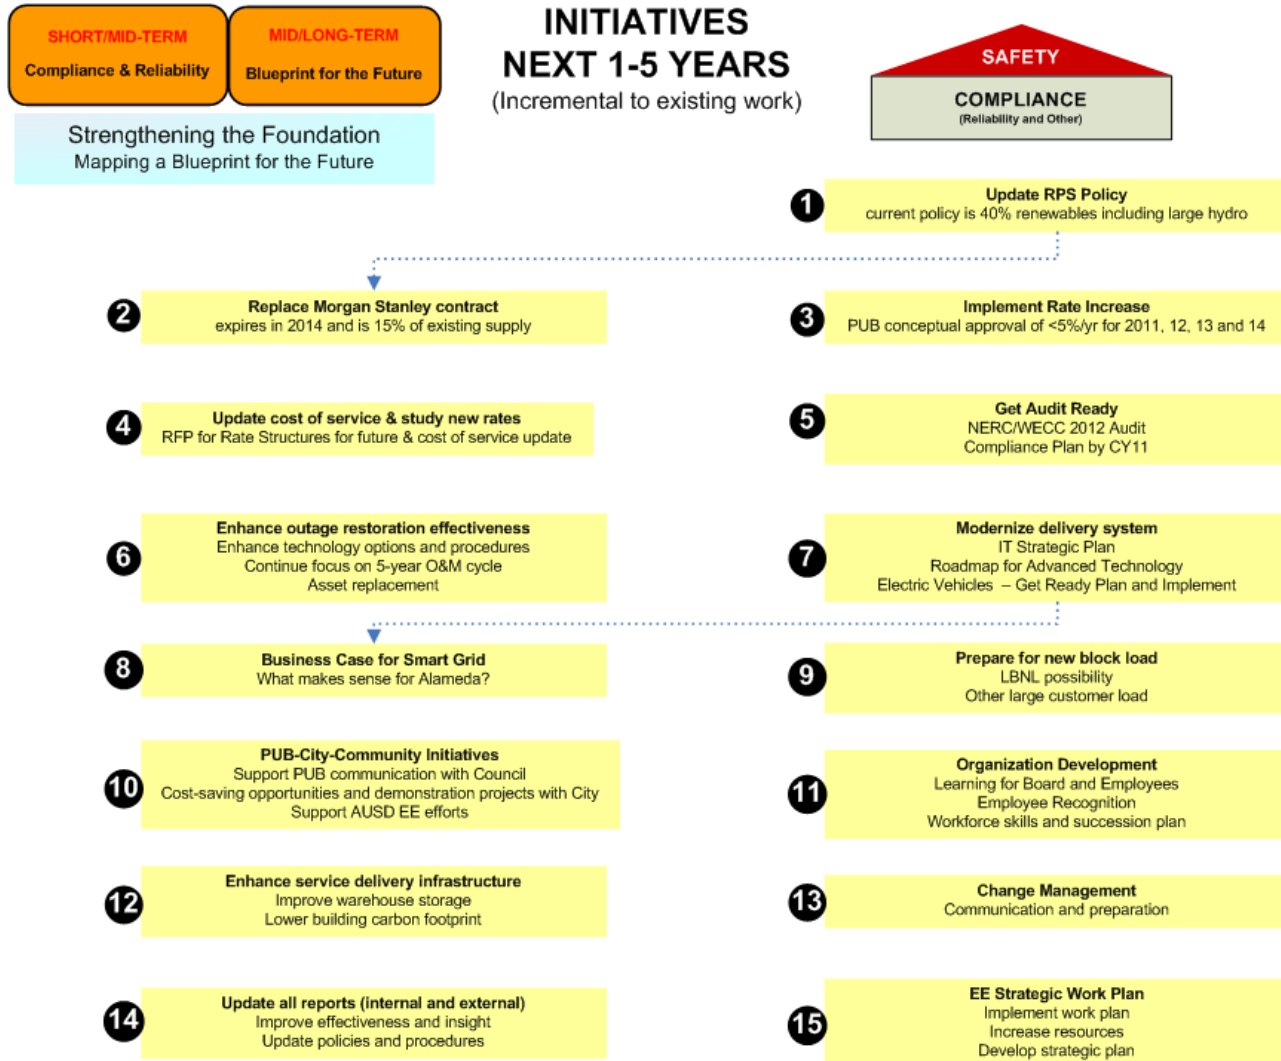 SHORT/MID-TERM
Compliance & Reliability
MID/LONG-TERM
Blueprint for the Future
Strengthening the Foundation
Mapping a Blueprint for the Future
INITIATIVES
NEXT 1-5 YEARS
(Incremental to existing work)
SAFETY
COMPLIANCE
(Reliability and Other)
1
Update RPS Policy
current policy is 40% renewables including large hydro
2
Replace Morgan Stanley contract
expires in 2014 and is 15% of existing supply
3
Implement Rate Increase
PUB conceptual approval of <5%/yr for 2011, 12, 13 and 14
4
Update cost of service & study new rates
RFP for Rate Structures for future & cost of service update
5
Get Audit Ready
NERC/WECC 2012 Audit
Compliance Plan by CY11
6
Enhance outage restoration effectiveness
Enhance technology options and procedures
Continue focus on 5-year O&M cycle
Asset replacement
7
Modernize delivery system
IT Strategic Plan
Roadmap for Advanced Technology
Electric Vehicles – Get Ready Plan and Implement
8
Business Case for Smart Grid
What makes sense for Alameda?
9
Prepare for new block load
LBNL possibility
Other large customer load
10
PUB-City-Community Initiatives
Support PUB communication with Council
Cost-saving opportunities and demonstration projects with City
Support AUSD EE efforts
11
Organization Development
Learning for Board and Employees
Employee Recognition
Workforce skills and succession plan
12
Enhance service delivery infrastructure
Improve warehouse storage
Lower building carbon footprint
13
Change Management
Communication and preparation
14
Update all reports (internal and external)
Improve effectiveness and insight
Update policies and procedures
15
EE Strategic Work Plan
Implement work plan
Increase resources
Develop strategic plan